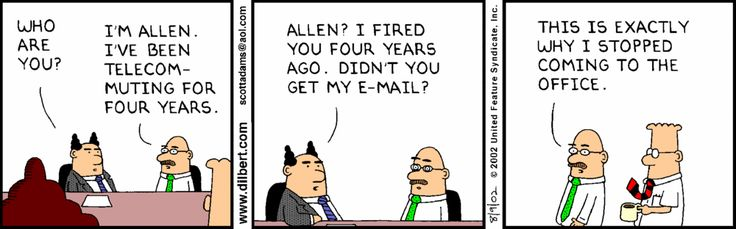 WHO
ARE
YOU?
I'M ALLEN.
I'VE BEEN
TELECOM-
MUTING FOR
FOUR YEARS.
www.dilbert.com
scottadams@aol.com
ALLEN? I FIRED
YOU FOUR YEARS
AGO. DIDN'T YOU
GET MY E-MAIL?
8/9/02 © 2002 United Feature Syndicate, Inc.
THIS IS EXACTLY
WHY I STOPPED
COMING TO THE
OFFICE.